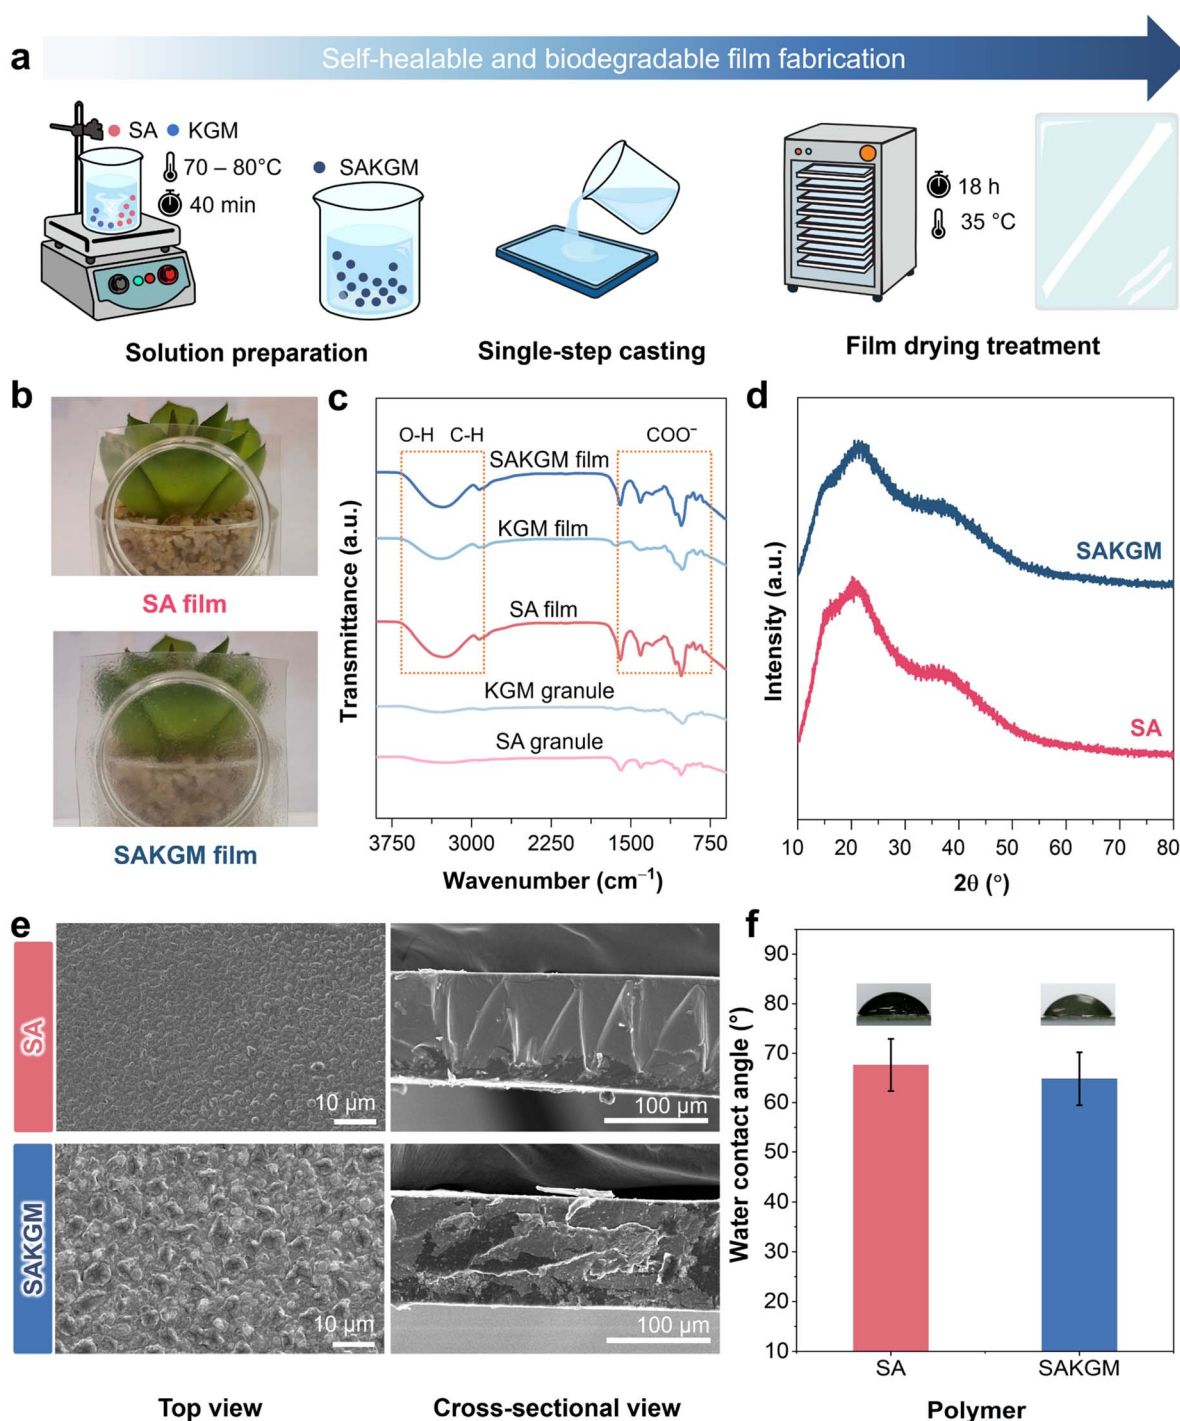 a
Self-healable and biodegradable film fabrication
SA KGM
70 – 80°C
40 min
SAKGM
18 h
35 °C
Solution preparation
Single-step casting
Film drying treatment
b
SA film
SAKGM film
c
O-H C-H COO⁻
SAKGM film
KGM film
SA film
KGM granule
SA granule
Transmittance (a.u.)
3750 3000 2250 1500 750
Wavenumber (cm⁻¹)
d
SAKGM
SA
Intensity (a.u.)
10 20 30 40 50 60 70 80
2θ (°)
e
SA
10 µm
100 µm
SAKGM
10 µm
100 µm
Top view
Cross-sectional view
f
Water contact angle (°)
90
80
70
60
50
40
30
20
10
SA SAKGM
Polymer